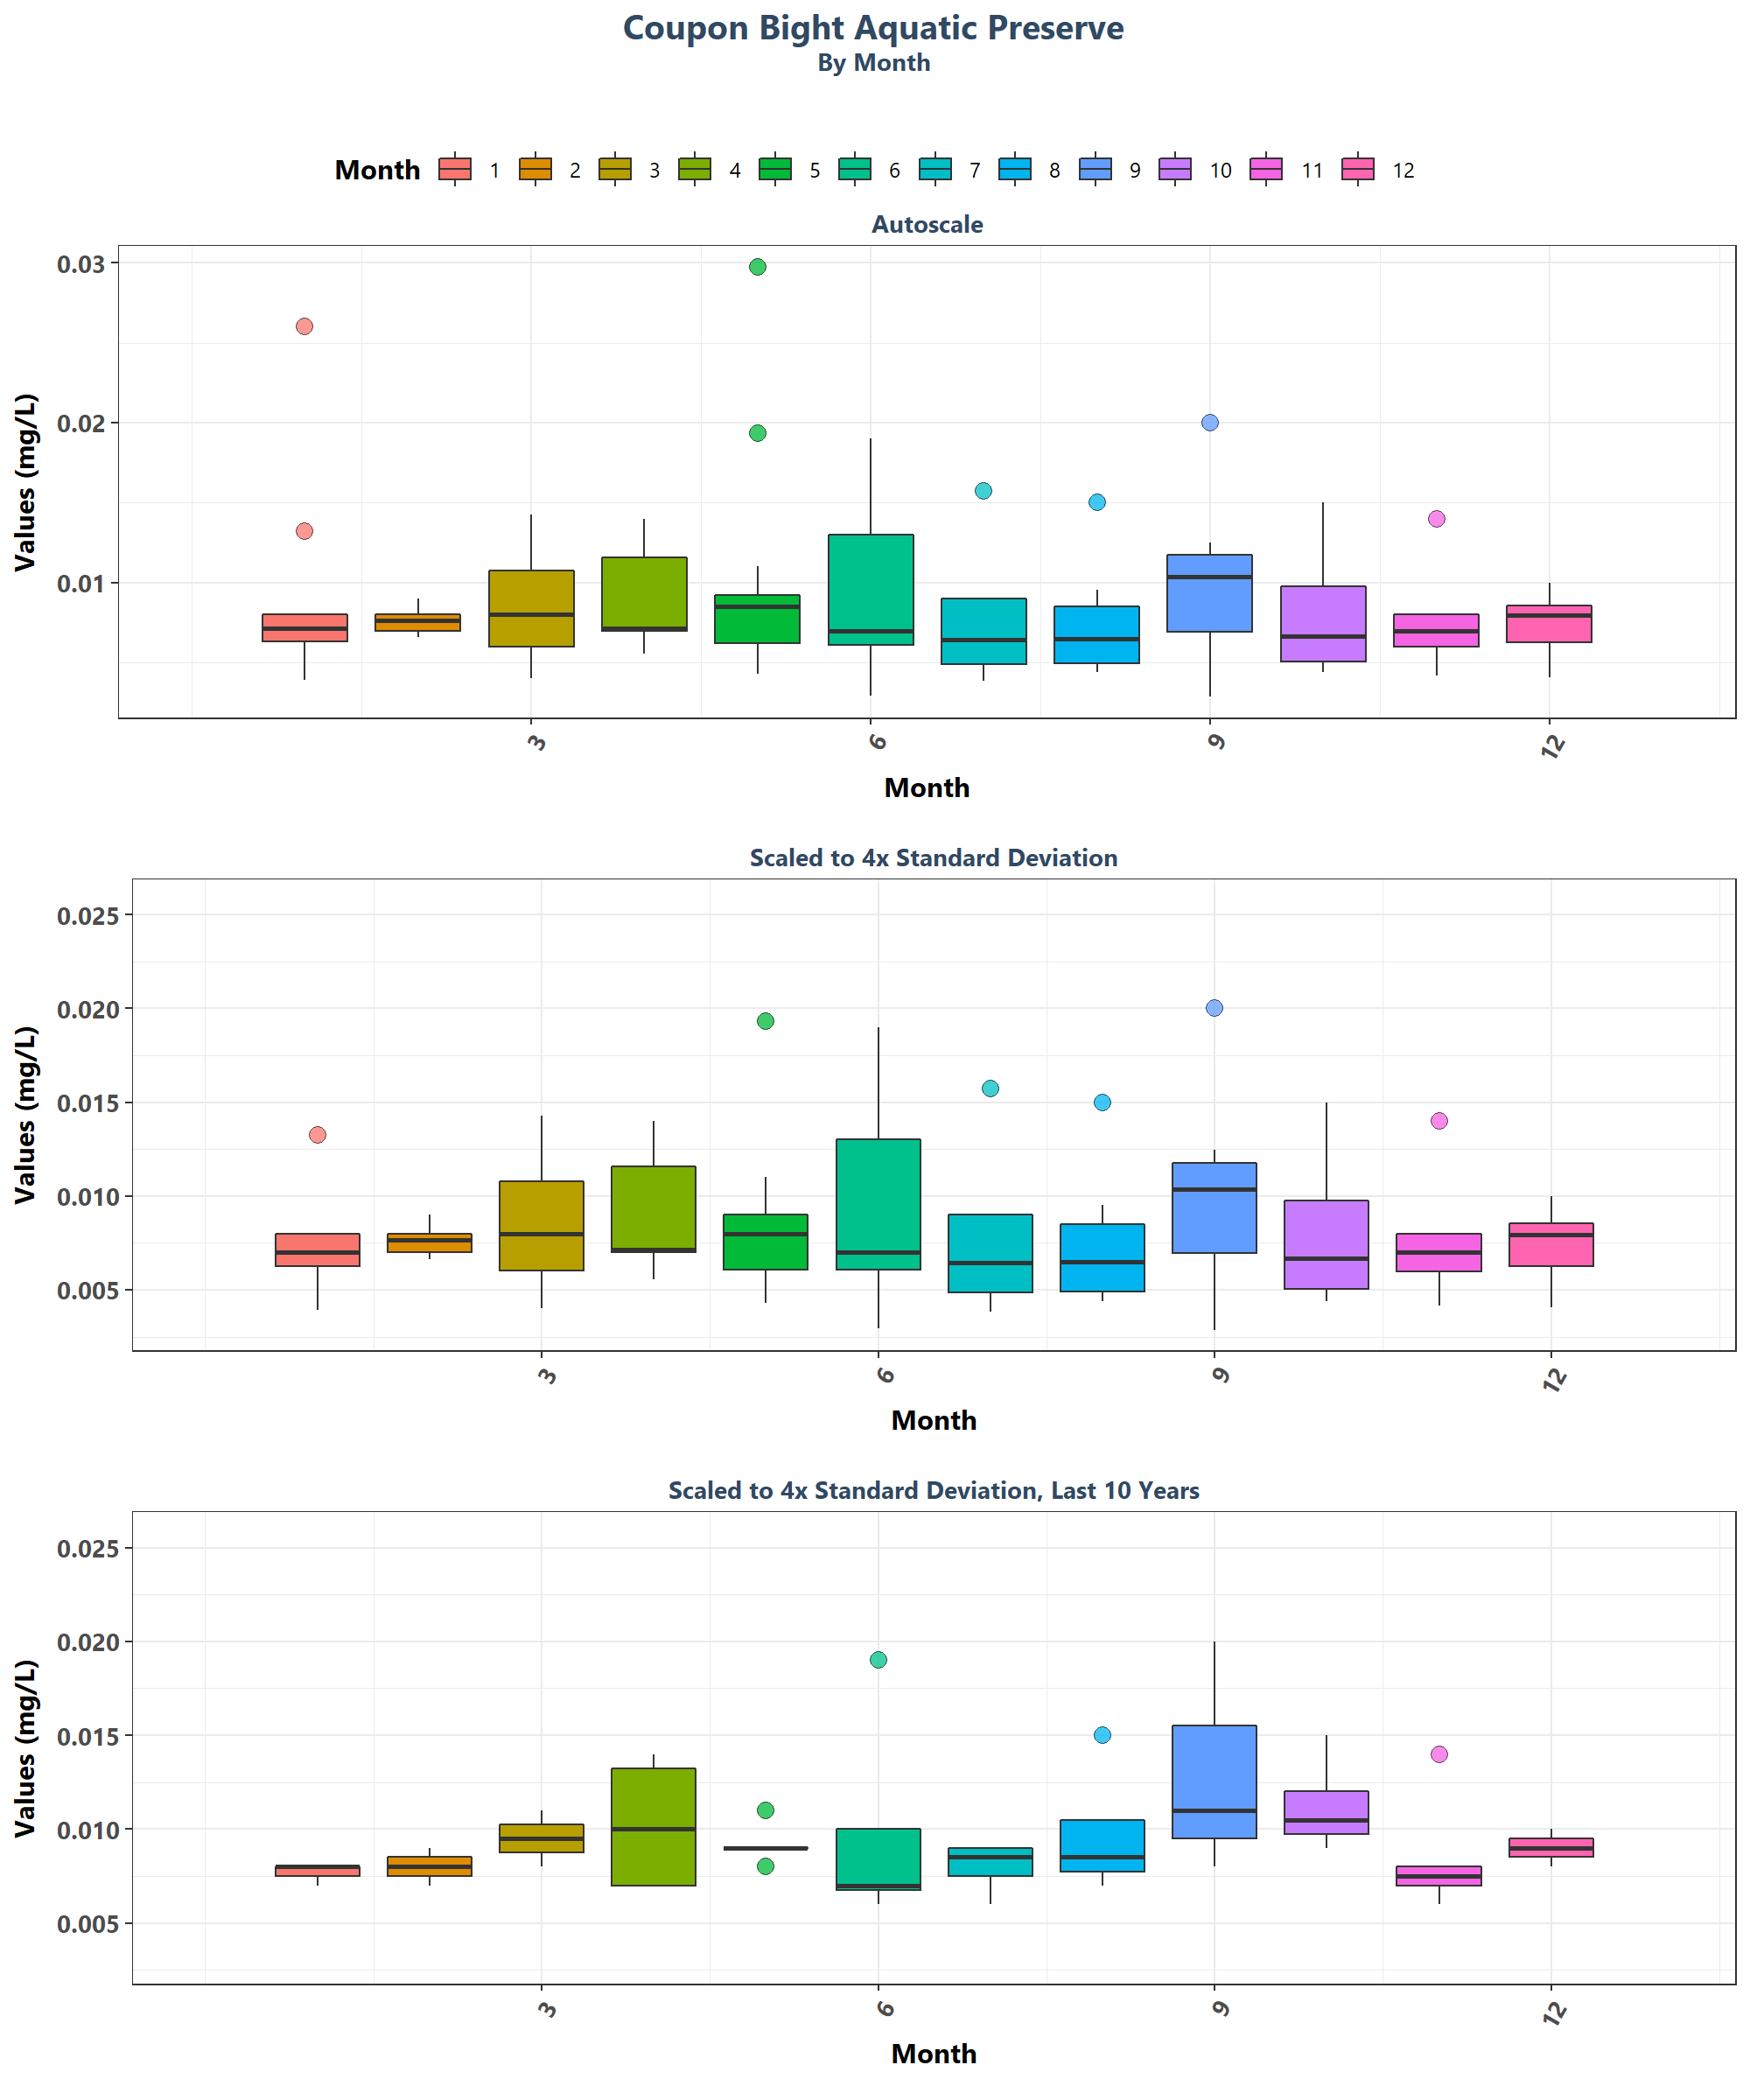 Coupon Bight Aquatic Preserve
By Month
Month 1 2 3 4 5 6 7 8 9 10 11 12
Autoscale
Values (mg/L)
0.03
0.02
0.01
3 6 9 12
Month
Scaled to 4x Standard Deviation
Values (mg/L)
0.025
0.020
0.015
0.010
0.005
3 6 9 12
Month
Scaled to 4x Standard Deviation, Last 10 Years
Values (mg/L)
0.025
0.020
0.015
0.010
0.005
3 6 9 12
Month